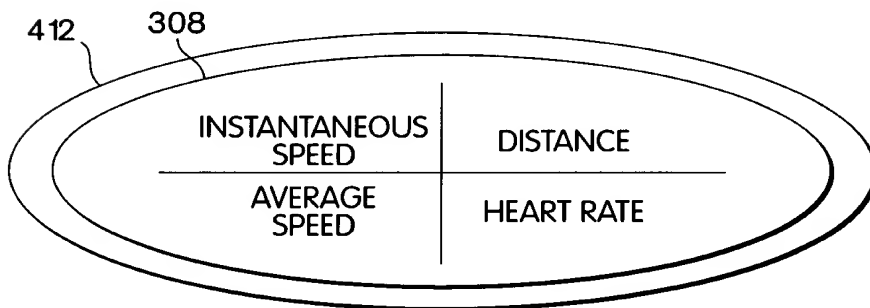 412
308
INSTANTANEOUS
SPEED
DISTANCE
AVERAGE
SPEED
HEART RATE